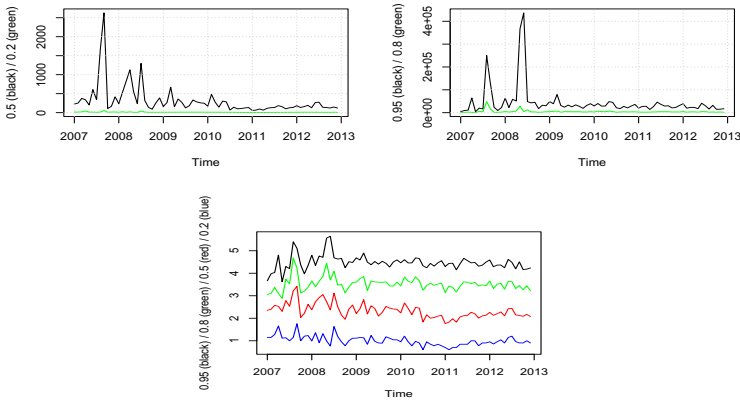 0.5 (black) / 0.2 (green)
2000
1000
0
2007 2008 2009 2010 2011 2012 2013
Time
0.95 (black) / 0.8 (green)
4e+05
2e+05
0e+00
2007 2008 2009 2010 2011 2012 2013
Time
0.95 (black) / 0.8 (green) / 0.5 (red) / 0.2 (blue)
5
4
3
2
1
2007 2008 2009 2010 2011 2012 2013
Time